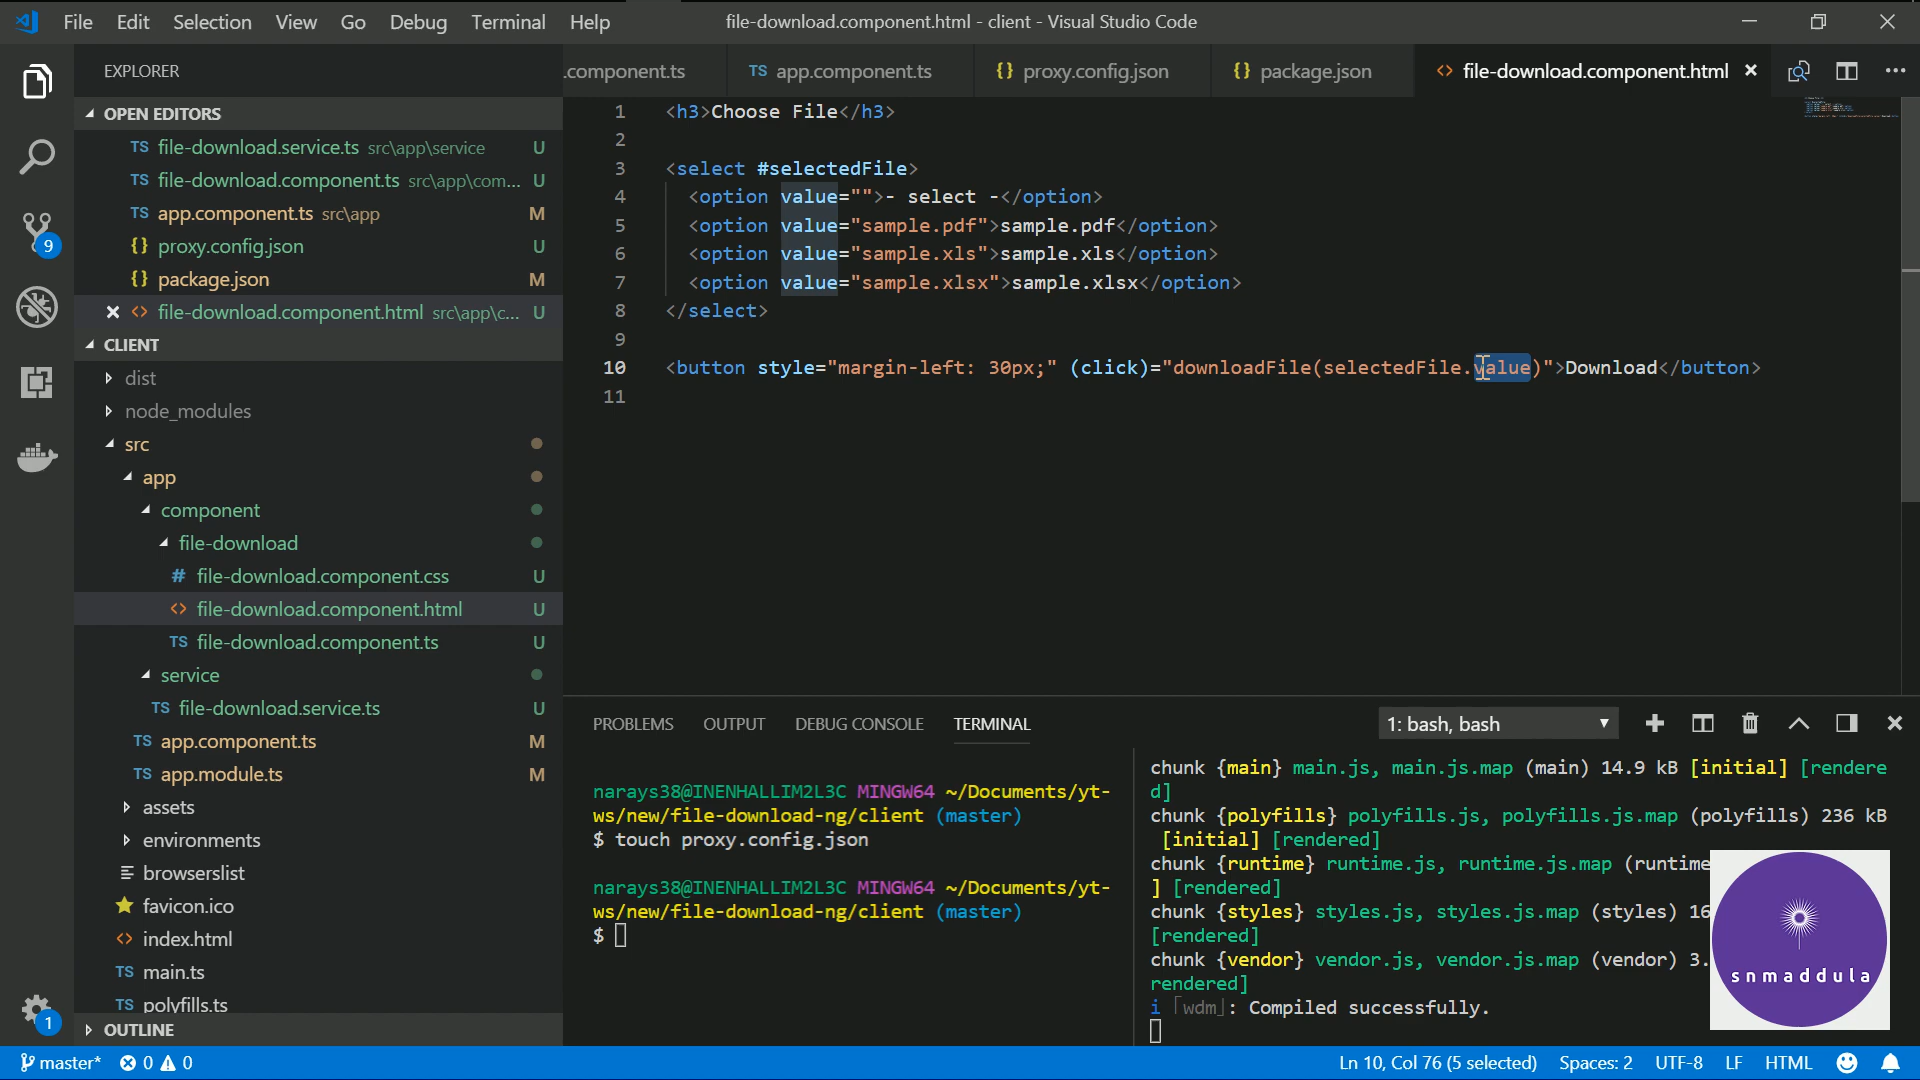 File Edit Selection View Go Debug Terminal Help
file-download.component.html - client - Visual Studio Code
EXPLORER
OPEN EDITORS
TS file-download.service.ts src\app\service U
TS file-download.component.ts src\app\com... U
TS app.component.ts src\app M
{} proxy.config.json U
{} package.json M
<> file-download.component.html src\app\c... U
CLIENT
dist
node_modules
src
app
component
file-download
# file-download.component.css U
<> file-download.component.html U
TS file-download.component.ts U
service
TS file-download.service.ts U
TS app.component.ts M
TS app.module.ts M
assets
environments
browserslist
favicon.ico
<> index.html
TS main.ts
TS polyfills.ts
OUTLINE
9
1
.component.ts
TS app.component.ts
{} proxy.config.json
{} package.json
<> file-download.component.html
1 <h3>Choose File</h3>
2
3 <select #selectedFile>
4 <option value="">- select -</option>
5 <option value="sample.pdf">sample.pdf</option>
6 <option value="sample.xls">sample.xls</option>
7 <option value="sample.xlsx">sample.xlsx</option>
8 </select>
9
10 <button style="margin-left: 30px;" (click)="downloadFile(selectedFile.value)">Download</button>
11
PROBLEMS OUTPUT DEBUG CONSOLE TERMINAL
1: bash, bash
narays38@INENHALLIM2L3C MINGW64 ~/Documents/yt-
ws/new/file-download-ng/client (master)
$ touch proxy.config.json
narays38@INENHALLIM2L3C MINGW64 ~/Documents/yt-
ws/new/file-download-ng/client (master)
$
chunk {main} main.js, main.js.map (main) 14.9 kB [initial] [rendere
d]
chunk {polyfills} polyfills.js, polyfills.js.map (polyfills) 236 kB
[initial] [rendered]
chunk {runtime} runtime.js, runtime.js.map (runtime
] [rendered]
chunk {styles} styles.js, styles.js.map (styles) 16
[rendered]
chunk {vendor} vendor.js, vendor.js.map (vendor) 3.
rendered]
i ｢wdm｣: Compiled successfully.
snmaddula
master* 0 0
Ln 10, Col 76 (5 selected) Spaces: 2 UTF-8 LF HTML